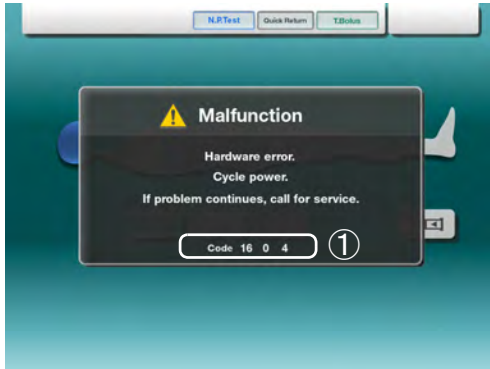 N.P.Test Quick Return T.Bolus
Malfunction
Hardware error.
Cycle power.
If problem continues, call for service.
Code 16 0 4 ①